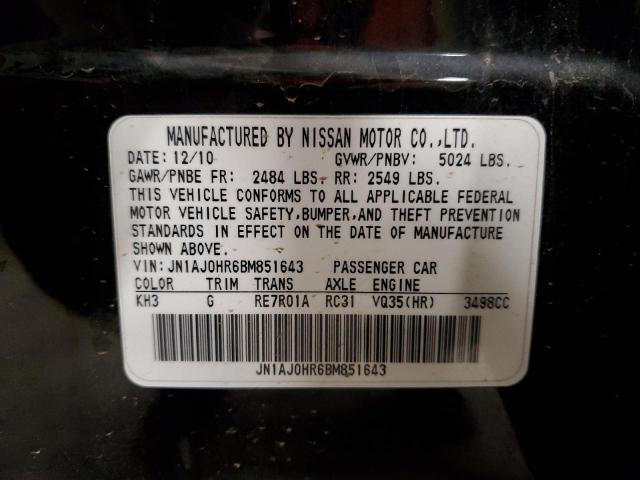 MANUFACTURED BY NISSAN MOTOR CO.,LTD.
DATE: 12/10 GVWR/PNBV: 5024 LBS.
GAWR/PNBE FR: 2484 LBS. RR: 2549 LBS.
THIS VEHICLE CONFORMS TO ALL APPLICABLE FEDERAL
MOTOR VEHICLE SAFETY,BUMPER,AND THEFT PREVENTION
STANDARDS IN EFFECT ON THE DATE OF MANUFACTURE
SHOWN ABOVE.
VIN: JN1AJ0HR6BM851643 PASSENGER CAR
COLOR TRIM TRANS AXLE ENGINE
KH3 G RE7R01A RC31 VQ35(HR) 3498CC
JN1AJ0HR6BM851643